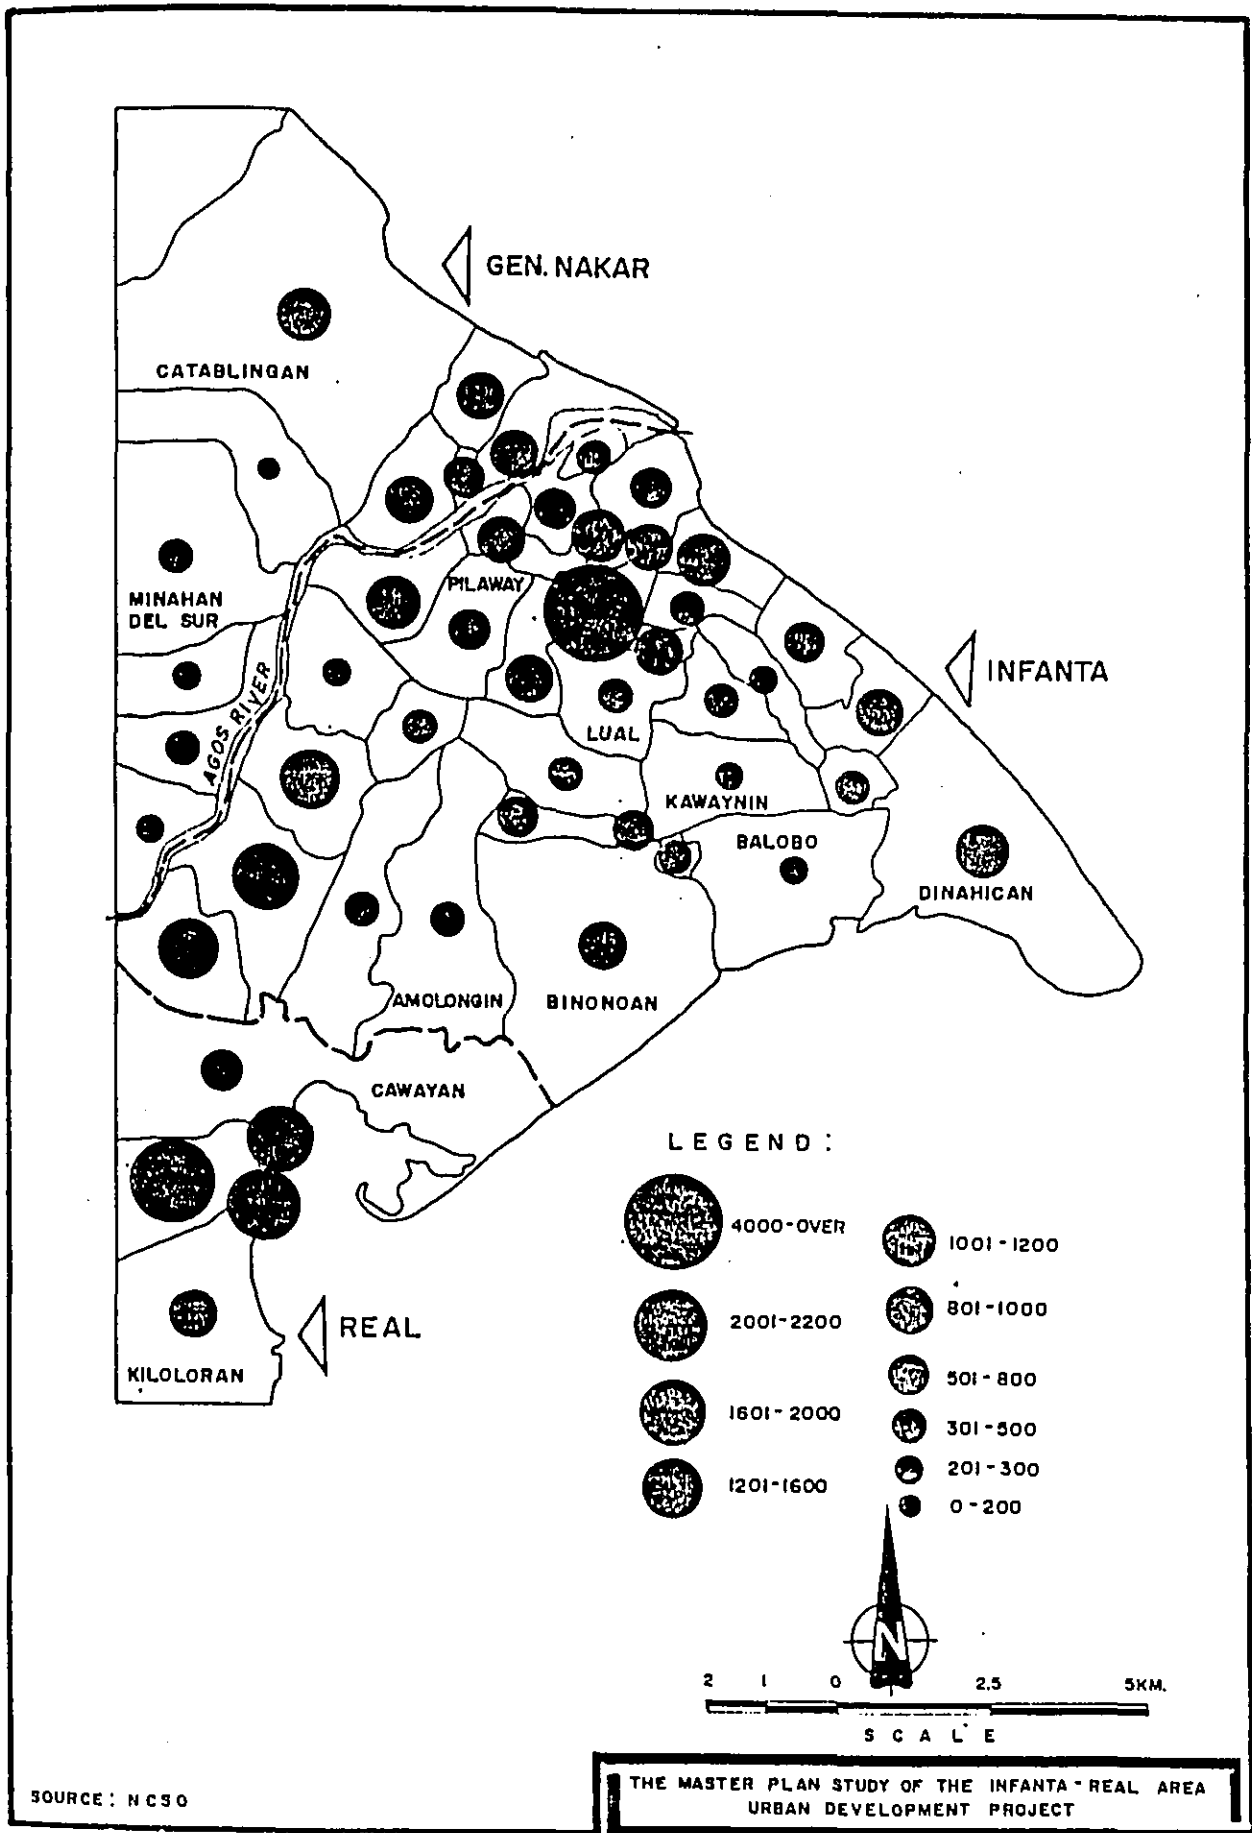 GEN. NAKAR
CATABLINGAN
MINAHAN
DEL SUR
PILAWAY
INFANTA
AGOS RIVER
LUAL
KAWAYNIN
BALOBO
DINAHICAN
AMOLONGIN
BINONOAN
CAWAYAN
REAL
KILOLORAN
LEGEND:
4000-OVER
2001-2200
1601-2000
1201-1600
1001-1200
801-1000
501-800
301-500
201-300
0-200
N
2 1 0 2.5 5KM.
SCALE
SOURCE: NCSO
THE MASTER PLAN STUDY OF THE INFANTA-REAL AREA
URBAN DEVELOPMENT PROJECT